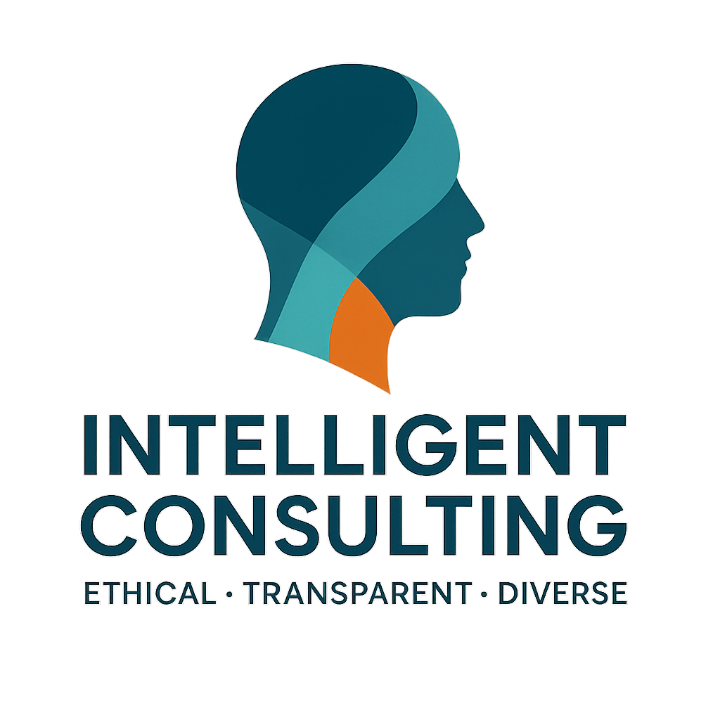 INTELLIGENT
CONSULTING
ETHICAL · TRANSPARENT · DIVERSE